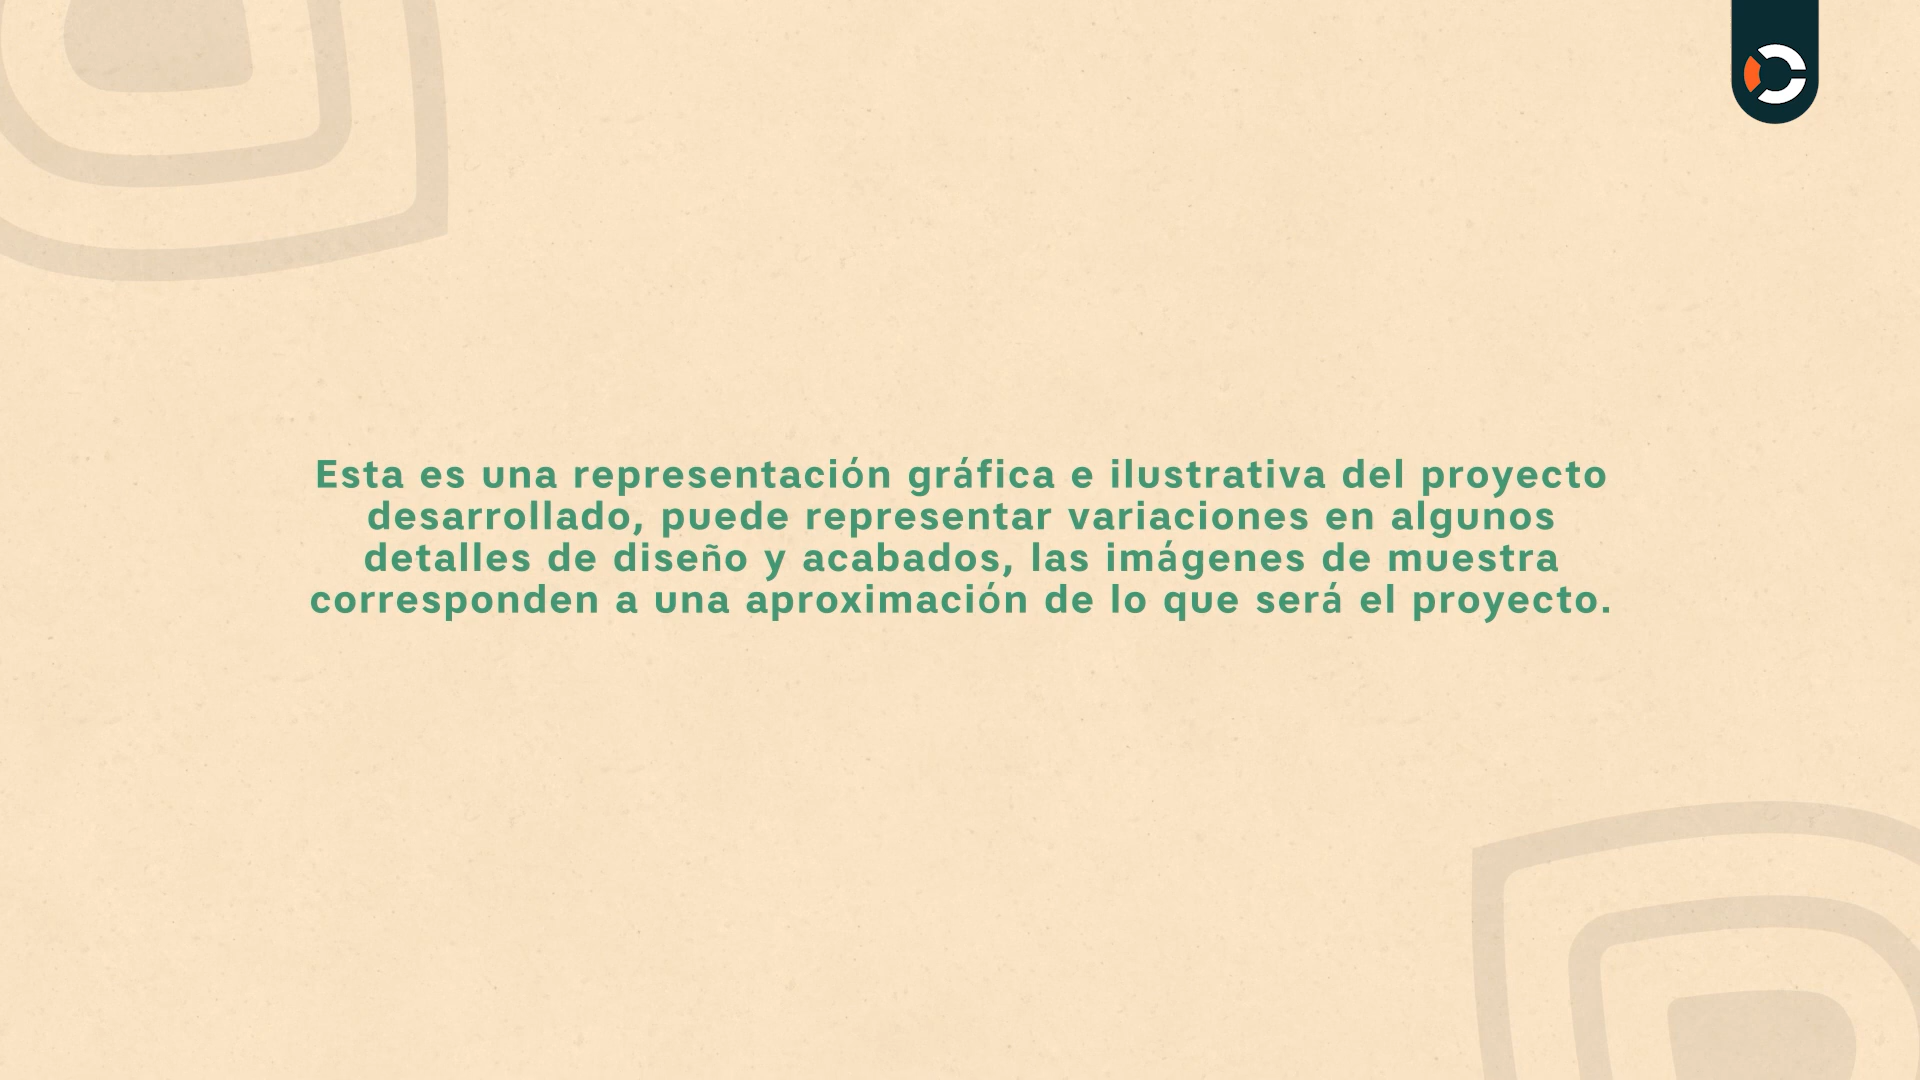 Esta es una representación gráfica e ilustrativa del proyecto
desarrollado, puede representar variaciones en algunos
detalles de diseño y acabados, las imágenes de muestra
corresponden a una aproximación de lo que será el proyecto.